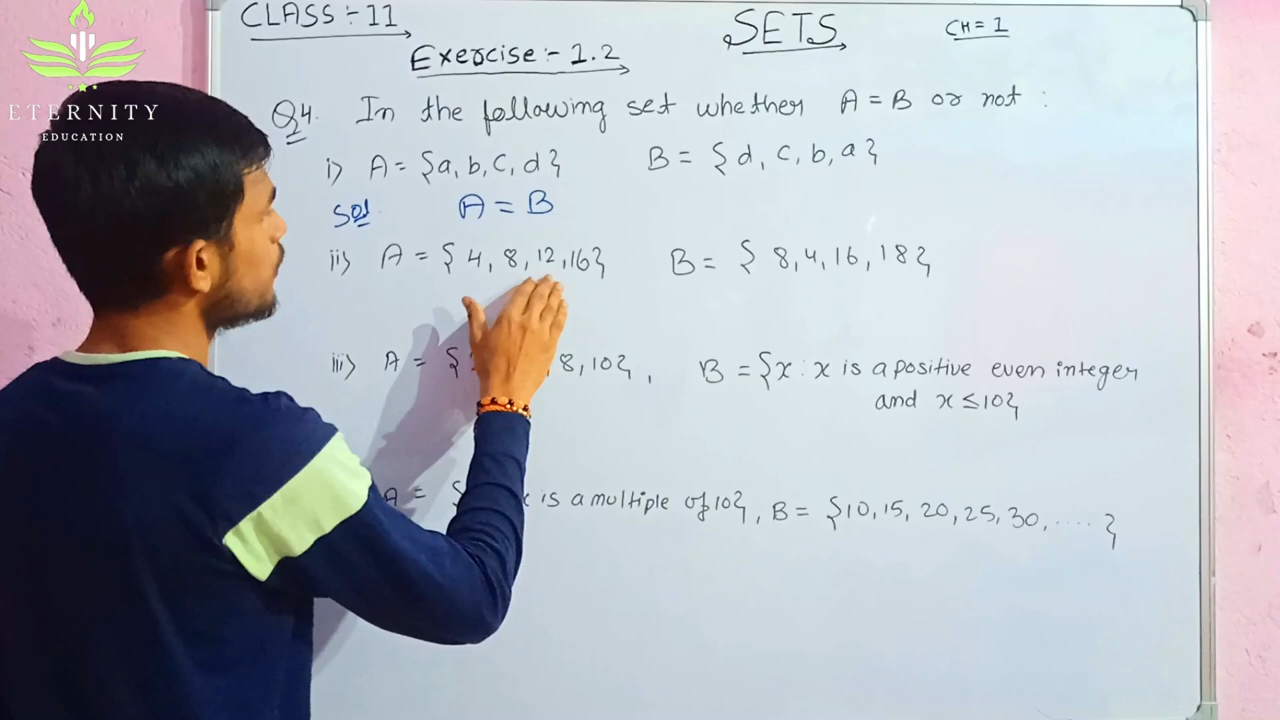 CLASS :- 11
SETS
CH = 1
Exercise :- 1.2
ETERNITY
EDUCATION
Q4. In the following set whether A = B or not :
i) A = {a, b, c, d} B = {d, c, b, a}
Sol A = B
ii) A = {4, 8, 12, 16} B = {8, 4, 16, 18}
iii) A = { 8, 10}, B = {x : x is a positive even integer
and x ≤ 10}
A = { x is a multiple of 10}, B = {10, 15, 20, 25, 30, ....}